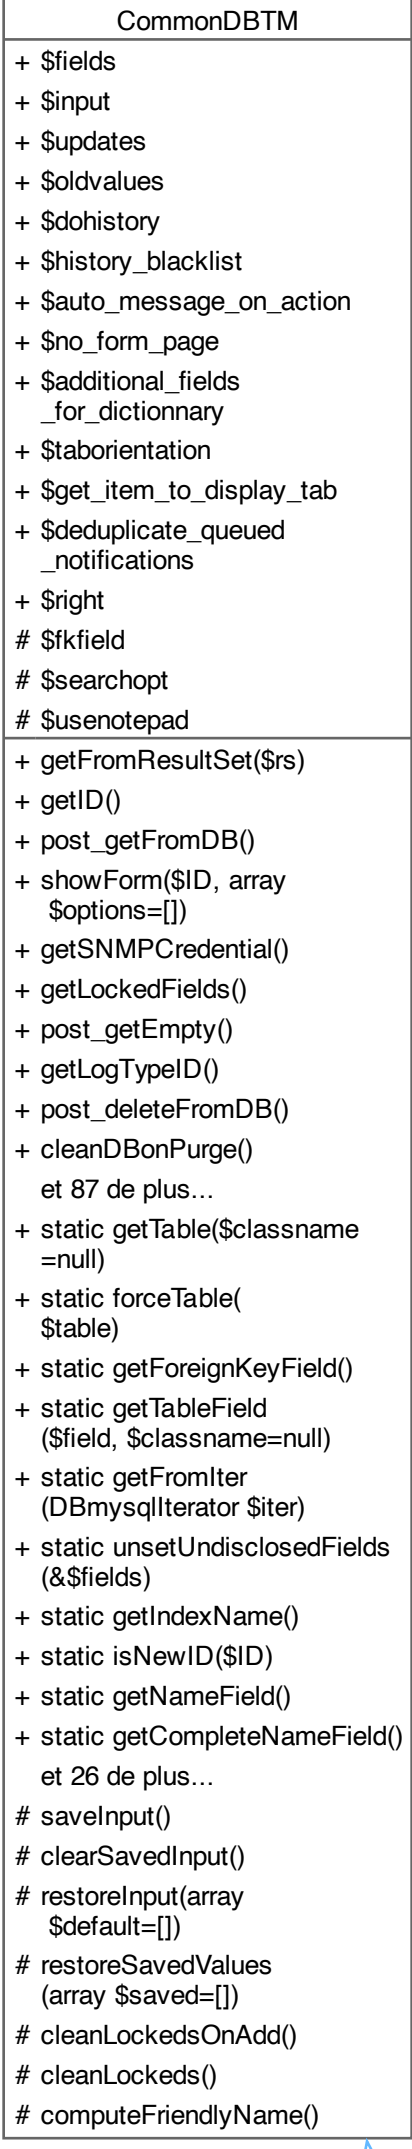 CommonDBTM
+ $fields
+ $input
+ $updates
+ $oldvalues
+ $dohistory
+ $history_blacklist
+ $auto_message_on_action
+ $no_form_page
+ $additional_fields
_for_dictionnary
+ $taborientation
+ $get_item_to_display_tab
+ $deduplicate_queued
_notifications
+ $right
# $fkfield
# $searchopt
# $usenotepad
+ getFromResultSet($rs)
+ getID()
+ post_getFromDB()
+ showForm($ID, array
$options=[])
+ getSNMPCredential()
+ getLockedFields()
+ post_getEmpty()
+ getLogTypeID()
+ post_deleteFromDB()
+ cleanDBonPurge()
et 87 de plus...
+ static getTable($classname
=null)
+ static forceTable(
$table)
+ static getForeignKeyField()
+ static getTableField
($field, $classname=null)
+ static getFromIter
(DBmysqlIterator $iter)
+ static unsetUndisclosedFields
(&$fields)
+ static getIndexName()
+ static isNewID($ID)
+ static getNameField()
+ static getCompleteNameField()
et 26 de plus...
# saveInput()
# clearSavedInput()
# restoreInput(array
$default=[])
# restoreSavedValues
(array $saved=[])
# cleanLockedsOnAdd()
# cleanLockeds()
# computeFriendlyName()